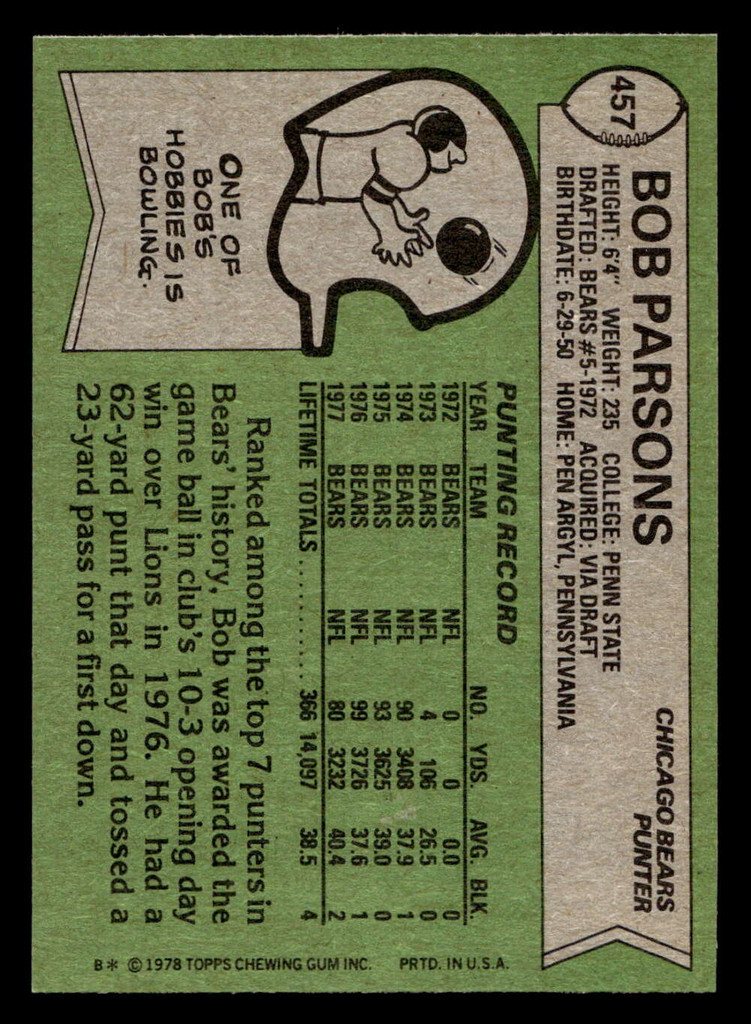 457
BOB PARSONS
CHICAGO BEARS
PUNTER
HEIGHT: 6'4" WEIGHT: 235 COLLEGE: PENN STATE
DRAFTED: BEARS #5-1972 ACQUIRED: VIA DRAFT
BIRTHDATE: 6-29-50 HOME: PEN ARGYL, PENNSYLVANIA
ONE OF
BOB'S
HOBBIES IS
BOWLING.
PUNTING RECORD
YEAR TEAM NO. YDS. AVG. BLK.
1972 BEARS NFL 0 0 0.0 0
1973 BEARS NFL 4 106 26.5 0
1974 BEARS NFL 90 3408 37.9 1
1975 BEARS NFL 93 3625 39.0 0
1976 BEARS NFL 99 3726 37.6 1
1977 BEARS NFL 80 3232 40.4 2
LIFETIME TOTALS ............ 366 14,097 38.5 4
Ranked among the top 7 punters in
Bears' history, Bob was awarded the
game ball in club's 10-3 opening day
win over Lions in 1976. He had a
62-yard punt that day and tossed a
23-yard pass for a first down.
B* © 1978 TOPPS CHEWING GUM INC. PRTD. IN U.S.A.